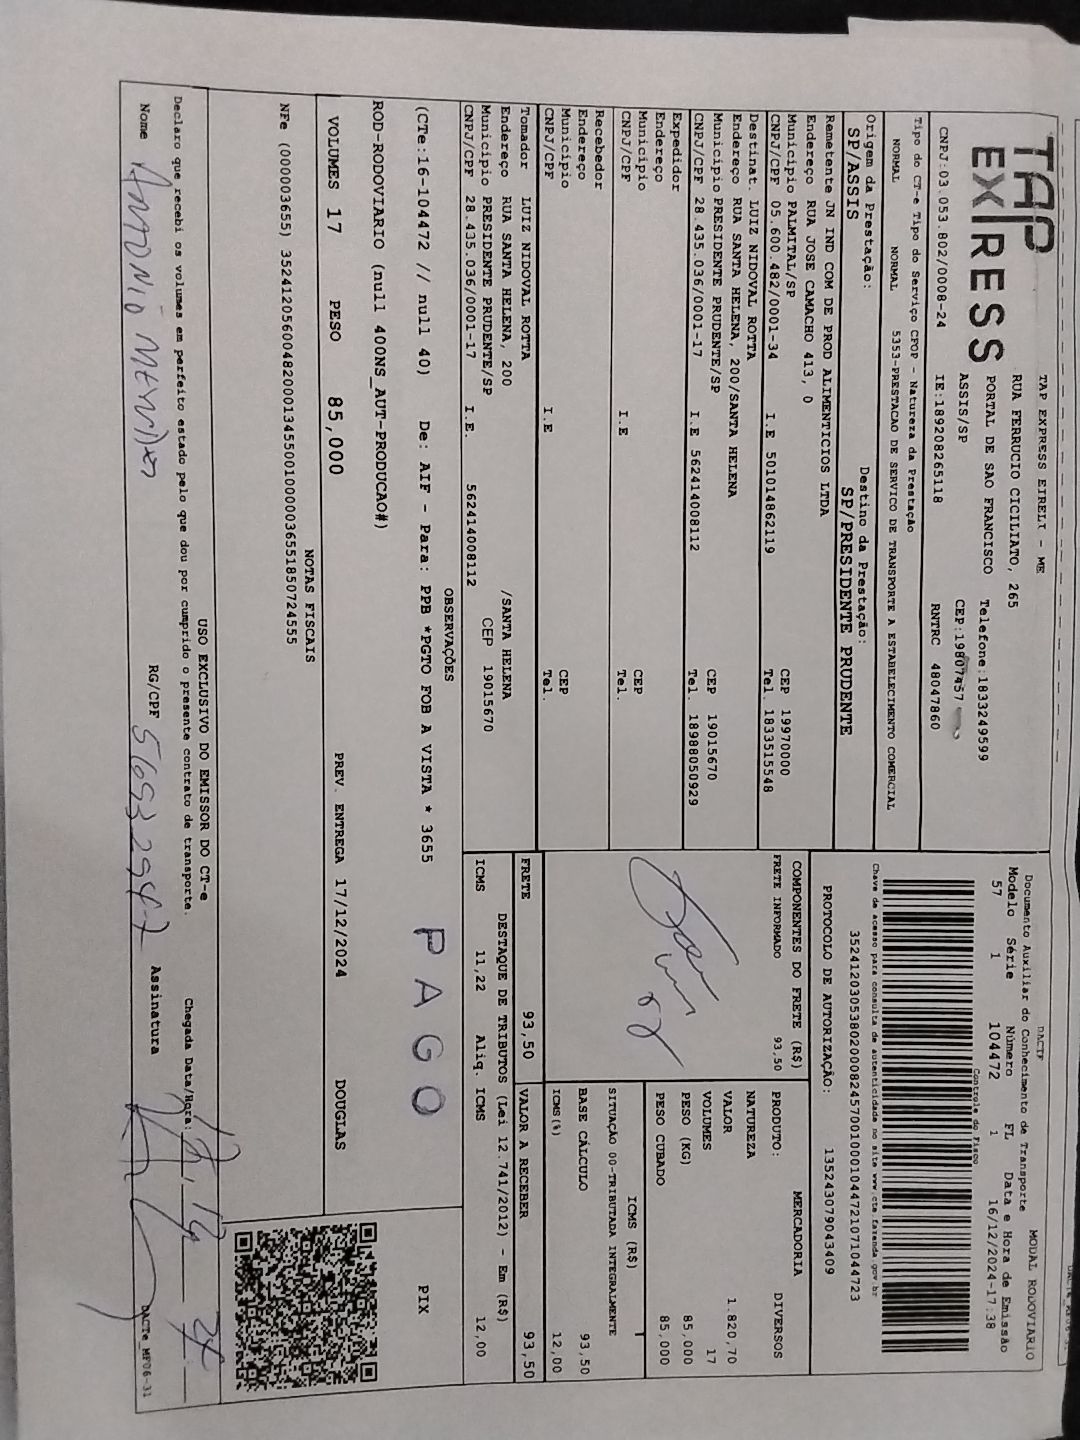 TAP
EX|RESS
TAP EXPRESS EIRELI - ME
RUA FERRUCIO CICILIATO, 265
PORTAL DE SAO FRANCISCO Telefone:1833249599
ASSIS/SP
CNPJ:03.053.802/0008-24 IE:189208265118 RNTRC 48047860
DACTE MODAL RODOVIARIO
Documento Auxiliar do Conhecimento de Transporte
Modelo Série Número FL Data e Hora de Emissão
57 1 104472 1 16/12/2024-17:38
Controle do Fisco
Chave de acesso para consulta de autenticidade no site www.cte.fazenda.gov.br
35241203053802000824570010001044721071044723
PROTOCOLO DE AUTORIZAÇÃO: 135243079043409
Tipo do CT-e Tipo do Serviço CFOP - Natureza da Prestação
NORMAL NORMAL 5353-PRESTACAO DE SERVICO DE TRANSPORTE A ESTABELECIMENTO COMERCIAL
Origem da Prestação: Destino da Prestação:
SP/ASSIS SP/PRESIDENTE PRUDENTE
Remetente JN IND COM DE PROD ALIMENTICIOS LTDA
Endereço RUA JOSE CAMACHO 413, 0
Município PALMITAL/SP CEP 19970000
CNPJ/CPF 05.600.482/0001-34 I.E 501014862119 Tel. 1833515548
Destinat. LUIZ NIDOVAL ROTTA
Endereço RUA SANTA HELENA, 200/SANTA HELENA
Município PRESIDENTE PRUDENTE/SP CEP 19015670
CNPJ/CPF 28.435.036/0001-17 I.E 562414008112 Tel. 18988050929
Expedidor
Endereço
Município CEP
CNPJ/CPF I.E Tel.
Recebedor
Endereço
Município CEP
CNPJ/CPF I.E Tel.
Tomador LUIZ NIDOVAL ROTTA
Endereço RUA SANTA HELENA, 200 /SANTA HELENA
Município PRESIDENTE PRUDENTE/SP CEP 19015670
CNPJ/CPF 28.435.036/0001-17 I.E. 562414008112
COMPONENTES DO FRETE (R$)
FRETE INFORMADO 93,50
MERCADORIA
PRODUTO: DIVERSOS
NATUREZA
VALOR 1.820,70
VOLUMES 17
PESO (KG) 85,000
PESO CUBADO 85,000
ICMS (R$)
SITUAÇÃO 00-TRIBUTADA INTEGRALMENTE
BASE CÁLCULO 93,50
ICMS(%) 12,00
FRETE 93,50 VALOR A RECEBER 93,50
DESTAQUE DE TRIBUTOS (Lei 12.741/2012) - Em (R$)
ICMS 11,22 Aliq. ICMS 12,00
OBSERVAÇÕES
(CTe:16-104472 // null 40) De: AIF - Para: PPB *PGTO FOB A VISTA * 3655
PAGO
PIX
ROD-RODOVIARIO (null 400NS_AUT-PRODUCAO#)
VOLUMES 17 PESO 85,000 PREV. ENTREGA 17/12/2024 DOUGLAS
NOTAS FISCAIS
NFe (000003655) 35241205600482000134550010000036551850724555
USO EXCLUSIVO DO EMISSOR DO CT-e
Declaro que recebi os volumes em perfeito estado pelo que dou por cumprido o presente contrato de transporte.
Chegada Data/Hora:
Nome ANTONIO RG/CPF Assinatura
DACTe_MF06-31